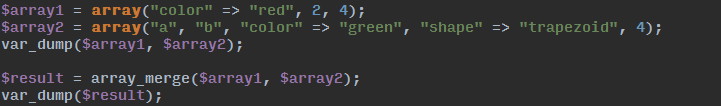 $array1 = array("color" => "red", 2, 4);
$array2 = array("a", "b", "color" => "green", "shape" => "trapezoid", 4);
var_dump($array1, $array2);
$result = array_merge($array1, $array2);
var_dump($result);